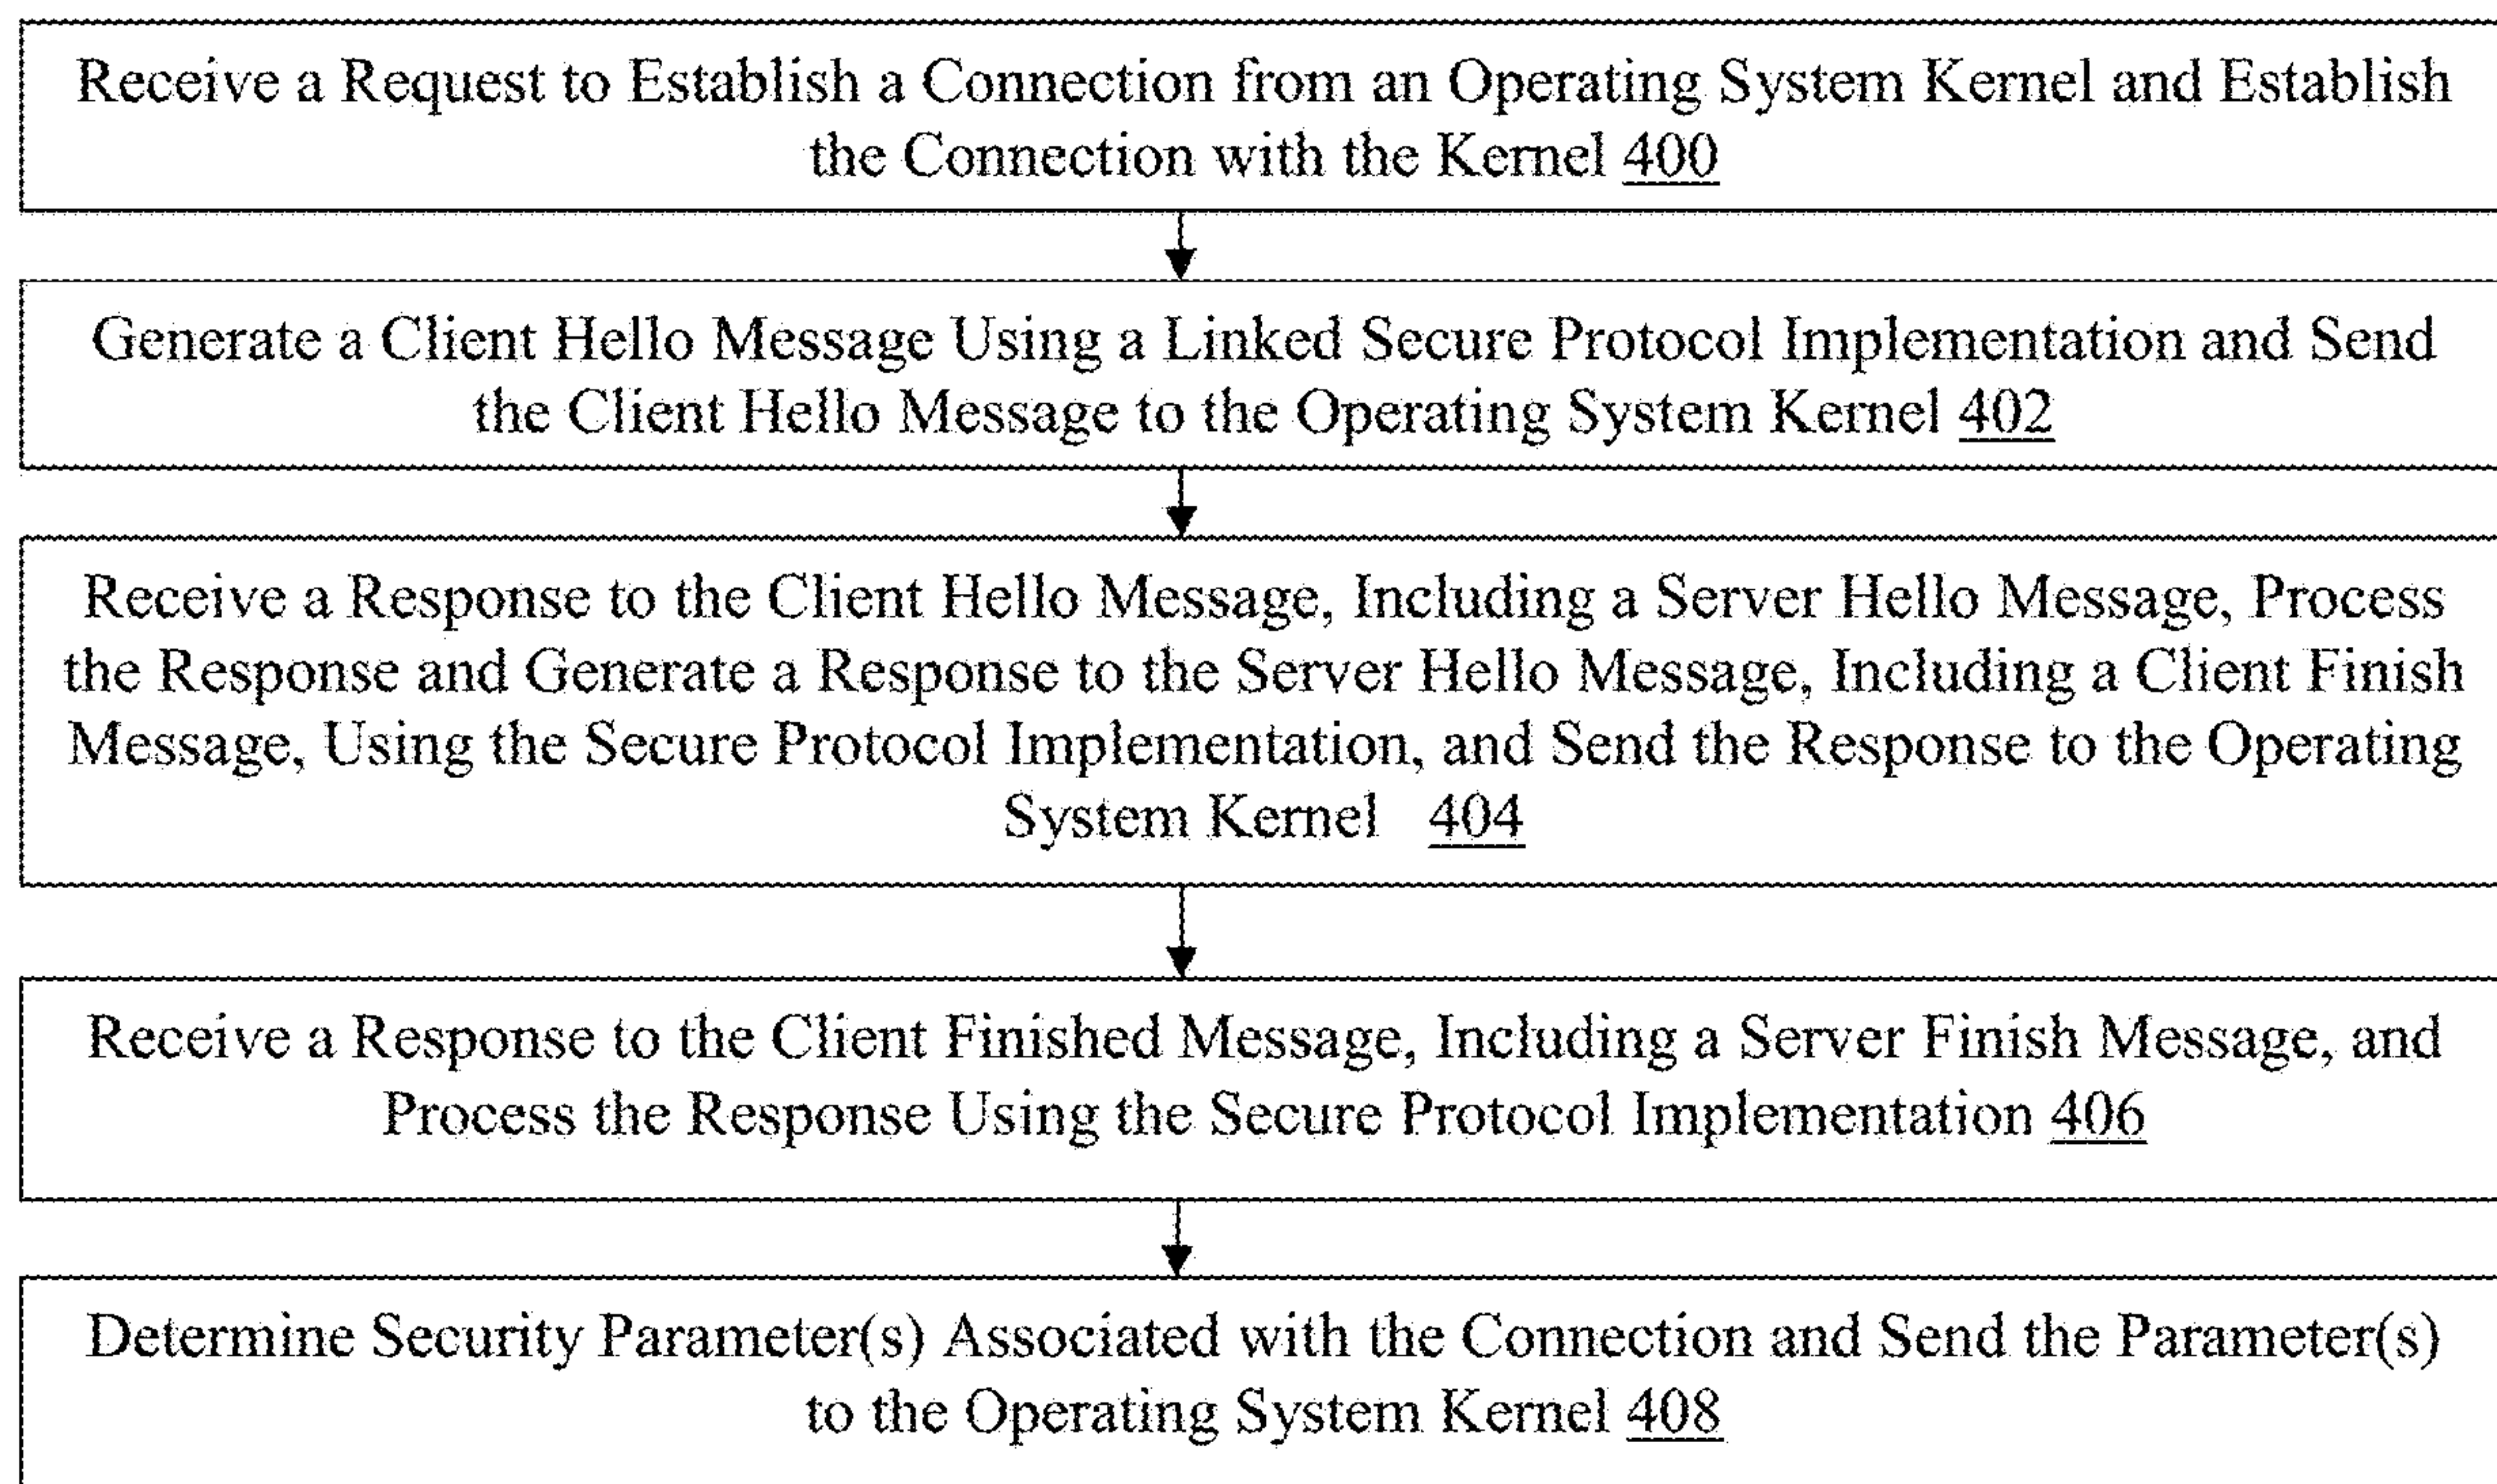 Receive a Request to Establish a Connection from an Operating System Kernel and Establish
the Connection with the Kernel 400
Generate a Client Hello Message Using a Linked Secure Protocol Implementation and Send
the Client Hello Message to the Operating System Kernel 402
Receive a Response to the Client Hello Message, Including a Server Hello Message, Process
the Response and Generate a Response to the Server Hello Message, Including a Client Finish
Message, Using the Secure Protocol Implementation, and Send the Response to the Operating
System Kernel 404
Receive a Response to the Client Finished Message, Including a Server Finish Message, and
Process the Response Using the Secure Protocol Implementation 406
Determine Security Parameter(s) Associated with the Connection and Send the Parameter(s)
to the Operating System Kernel 408